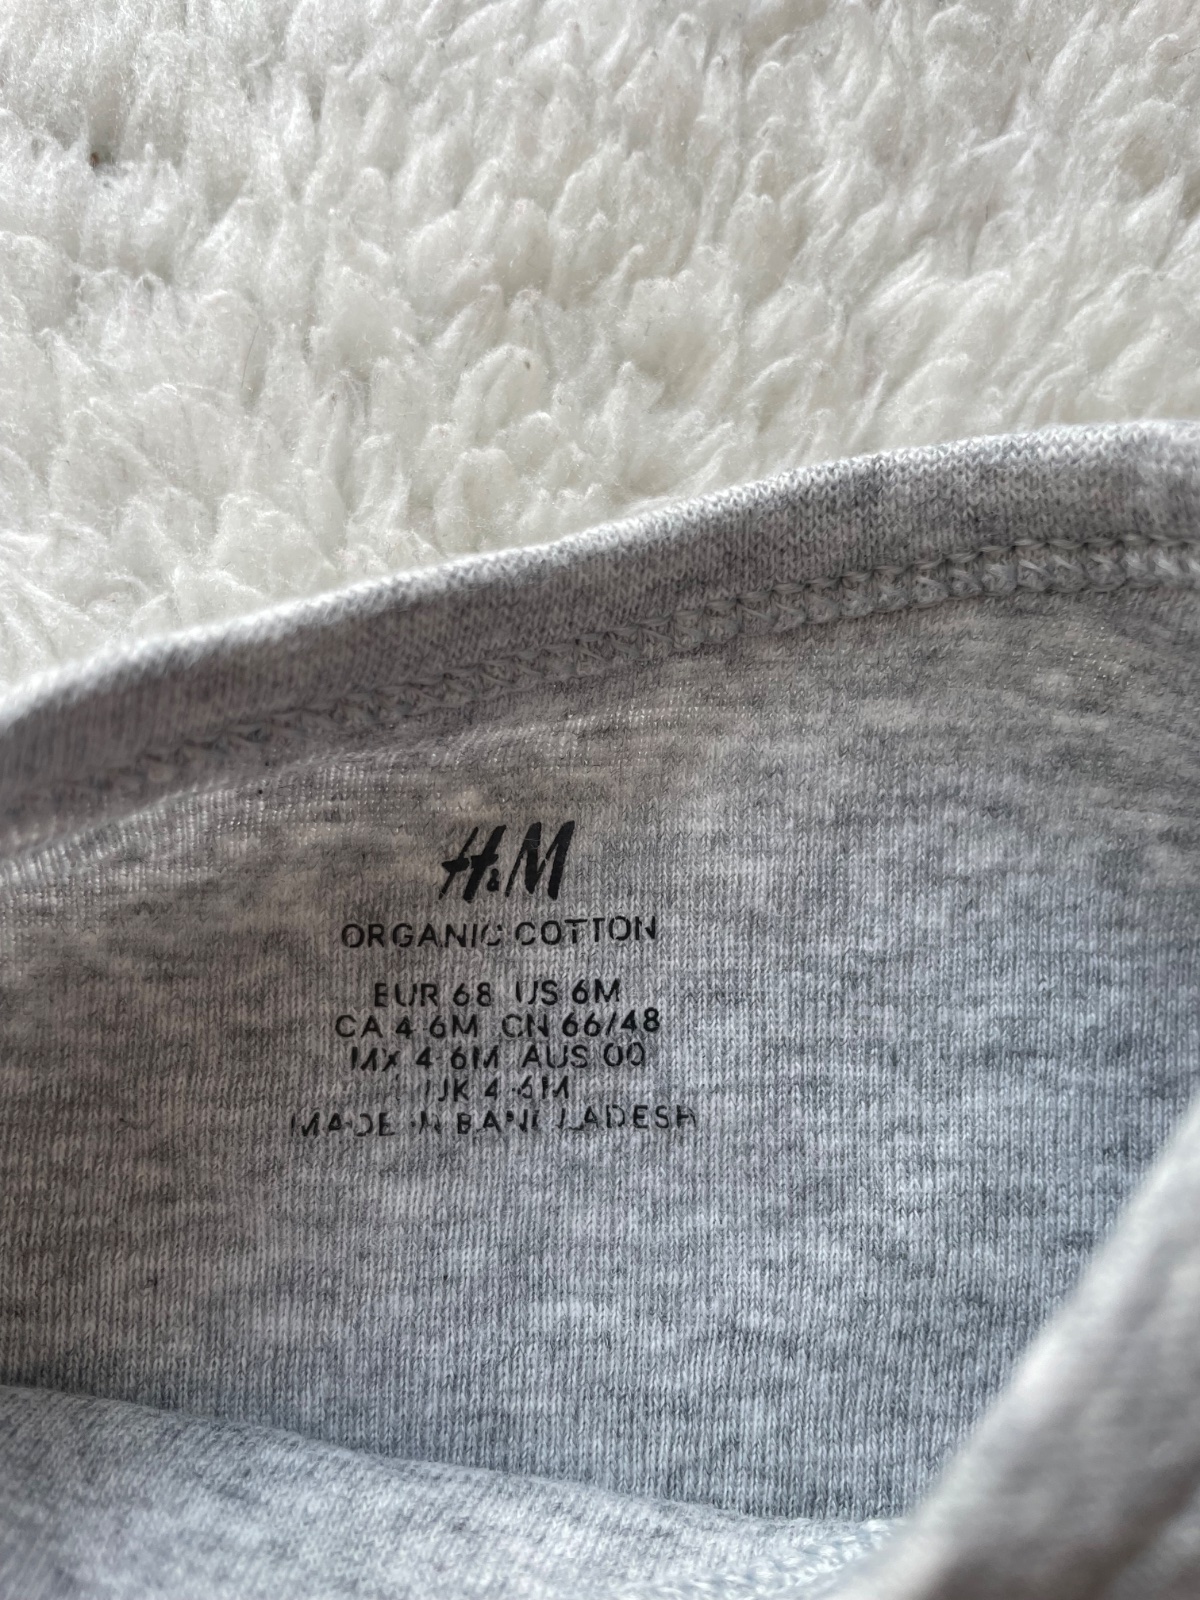 H&M
ORGANIC COTTON
EUR 68 US 6M
CA 4-6M CN 66/48
MX 4-6M AUS 00
UK 4-6M
MADE IN BANGLADESH